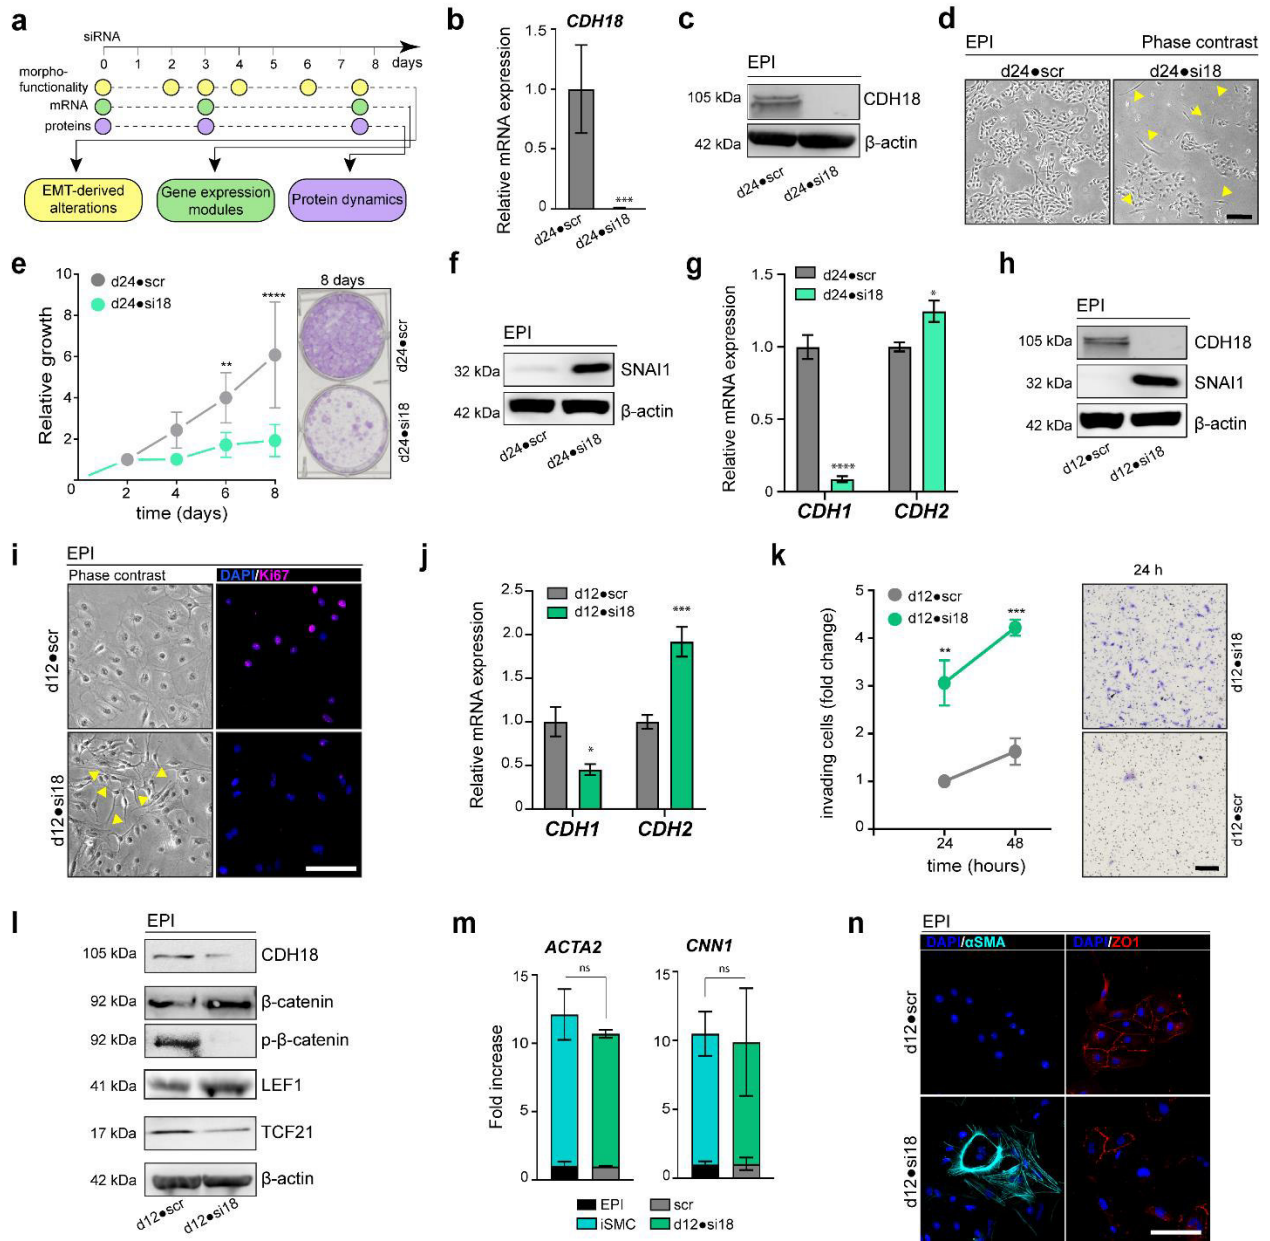 a
siRNA
0 1 2 3 4 5 6 7 8 days
morpho-
functionality
mRNA
proteins
EMT-derived
alterations
Gene expression
modules
Protein dynamics
b
CDH18
Relative mRNA expression
1.5
1.0
0.5
0
***
d24●scr
d24●si18
c
EPI
105 kDa
CDH18
42 kDa
β-actin
d24●scr
d24●si18
d
EPI
Phase contrast
d24●scr
d24●si18
e
d24●scr
d24●si18
Relative growth
10
8
6
4
2
0
**
****
2 4 6 8
time (days)
8 days
d24●scr
d24●si18
f
EPI
32 kDa
SNAI1
42 kDa
β-actin
d24●scr
d24●si18
g
d24●scr
d24●si18
Relative mRNA expression
1.5
1.0
0.5
0
****
*
CDH1
CDH2
h
EPI
105 kDa
CDH18
32 kDa
SNAI1
42 kDa
β-actin
d12●scr
d12●si18
i
EPI
Phase contrast
DAPI/Ki67
d12●scr
d12●si18
j
d12●scr
d12●si18
Relative mRNA expression
2.5
2.0
1.5
1.0
0.5
0
*
***
CDH1
CDH2
k
d12●scr
d12●si18
invading cells (fold change)
5
4
3
2
1
0
**
***
24
48
time (hours)
24 h
d12●si18
d12●scr
l
EPI
105 kDa
CDH18
92 kDa
β-catenin
92 kDa
p-β-catenin
41 kDa
LEF1
17 kDa
TCF21
42 kDa
β-actin
d12●scr
d12●si18
m
ACTA2
ns
Fold increase
15
10
5
0
CNN1
ns
15
10
5
0
EPI
scr
iSMC
d12●si18
n
EPI
DAPI/αSMA
DAPI/ZO1
d12●scr
d12●si18